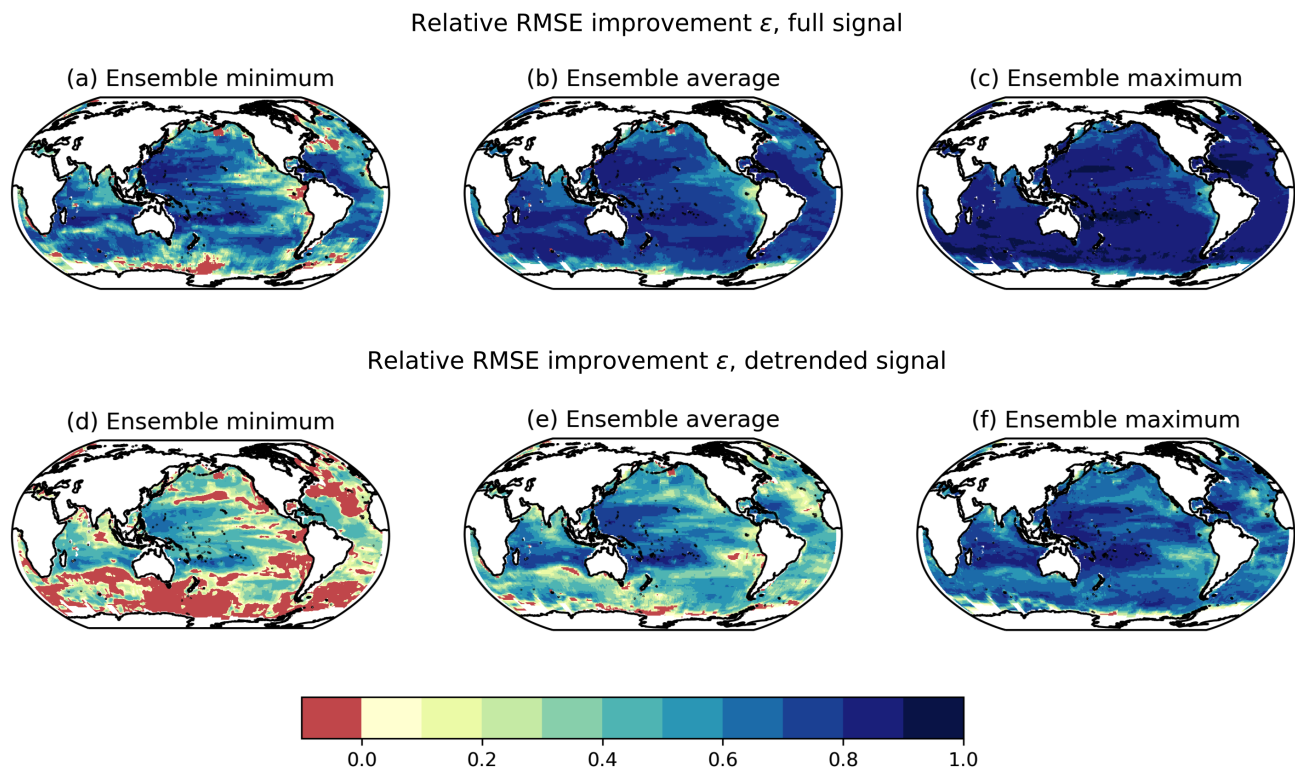 Relative RMSE improvement ε, full signal
(a) Ensemble minimum
(b) Ensemble average
(c) Ensemble maximum
Relative RMSE improvement ε, detrended signal
(d) Ensemble minimum
(e) Ensemble average
(f) Ensemble maximum
0.0 0.2 0.4 0.6 0.8 1.0